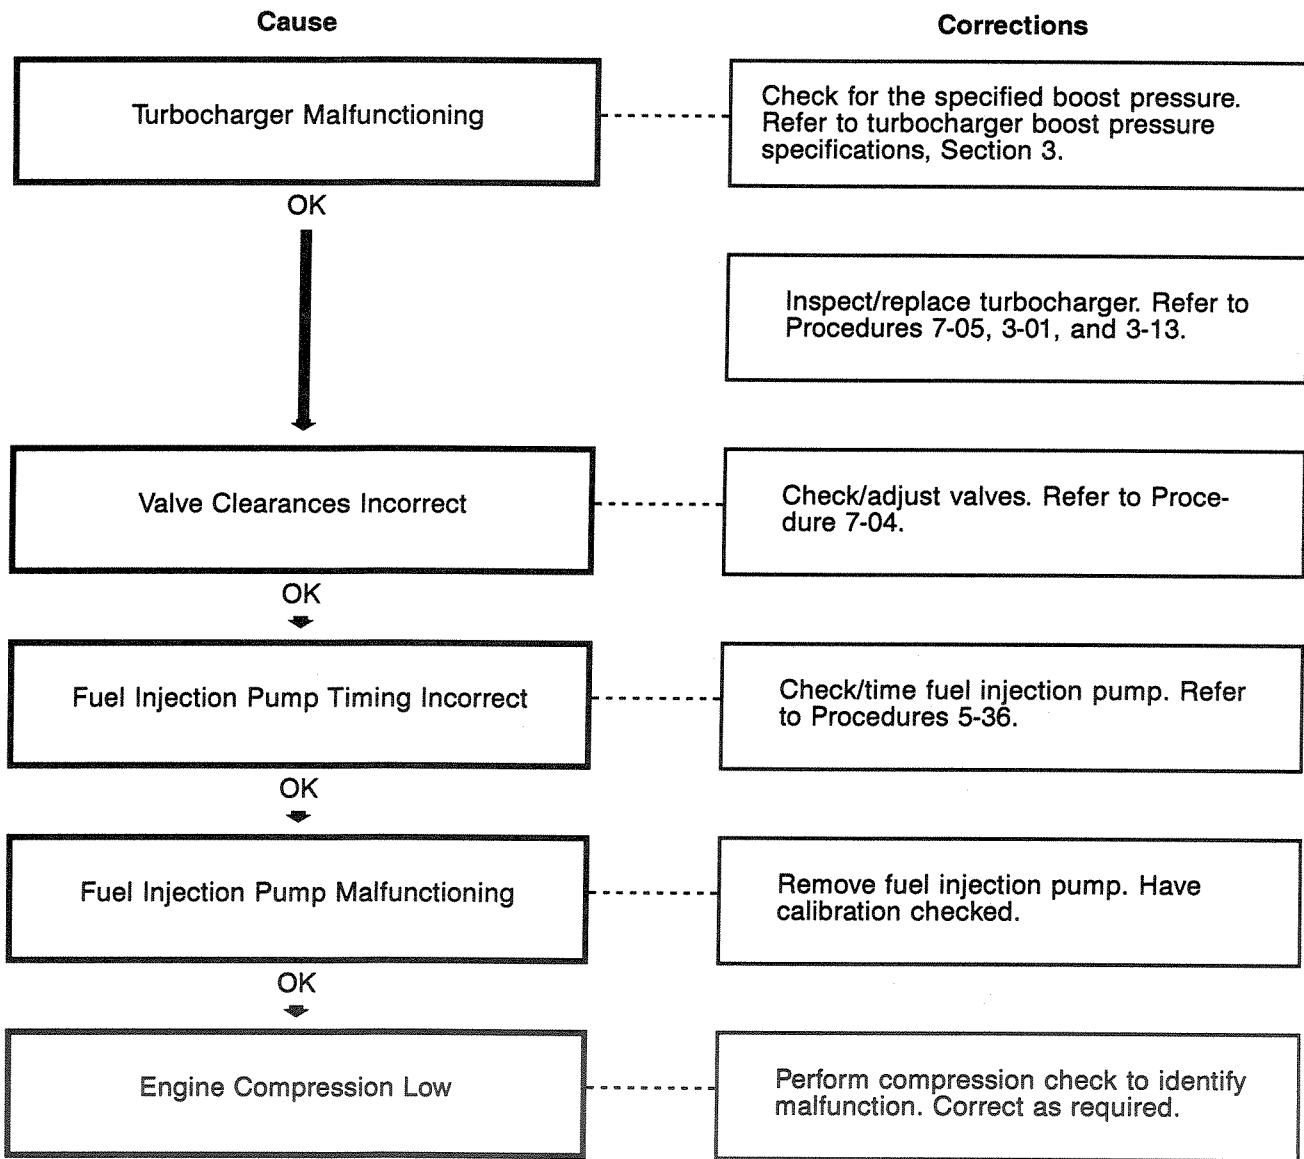 Cause
Corrections
Turbocharger Malfunctioning
Check for the specified boost pressure.
Refer to turbocharger boost pressure
specifications, Section 3.
OK
Inspect/replace turbocharger. Refer to
Procedures 7-05, 3-01, and 3-13.
Valve Clearances Incorrect
Check/adjust valves. Refer to Proce-
dure 7-04.
OK
Fuel Injection Pump Timing Incorrect
Check/time fuel injection pump. Refer
to Procedures 5-36.
OK
Fuel Injection Pump Malfunctioning
Remove fuel injection pump. Have
calibration checked.
OK
Engine Compression Low
Perform compression check to identify
malfunction. Correct as required.